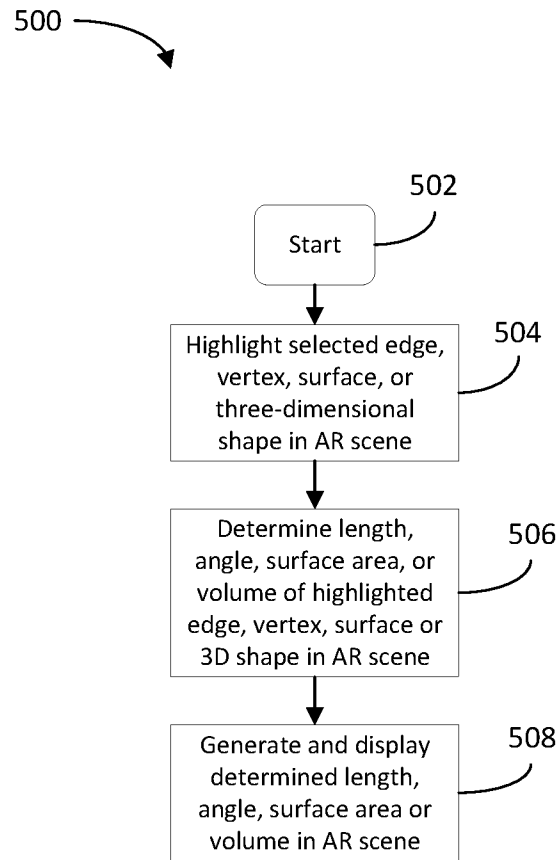 500
502
Start
504
Highlight selected edge,
vertex, surface, or
three-dimensional
shape in AR scene
506
Determine length,
angle, surface area, or
volume of highlighted
edge, vertex, surface or
3D shape in AR scene
508
Generate and display
determined length,
angle, surface area or
volume in AR scene